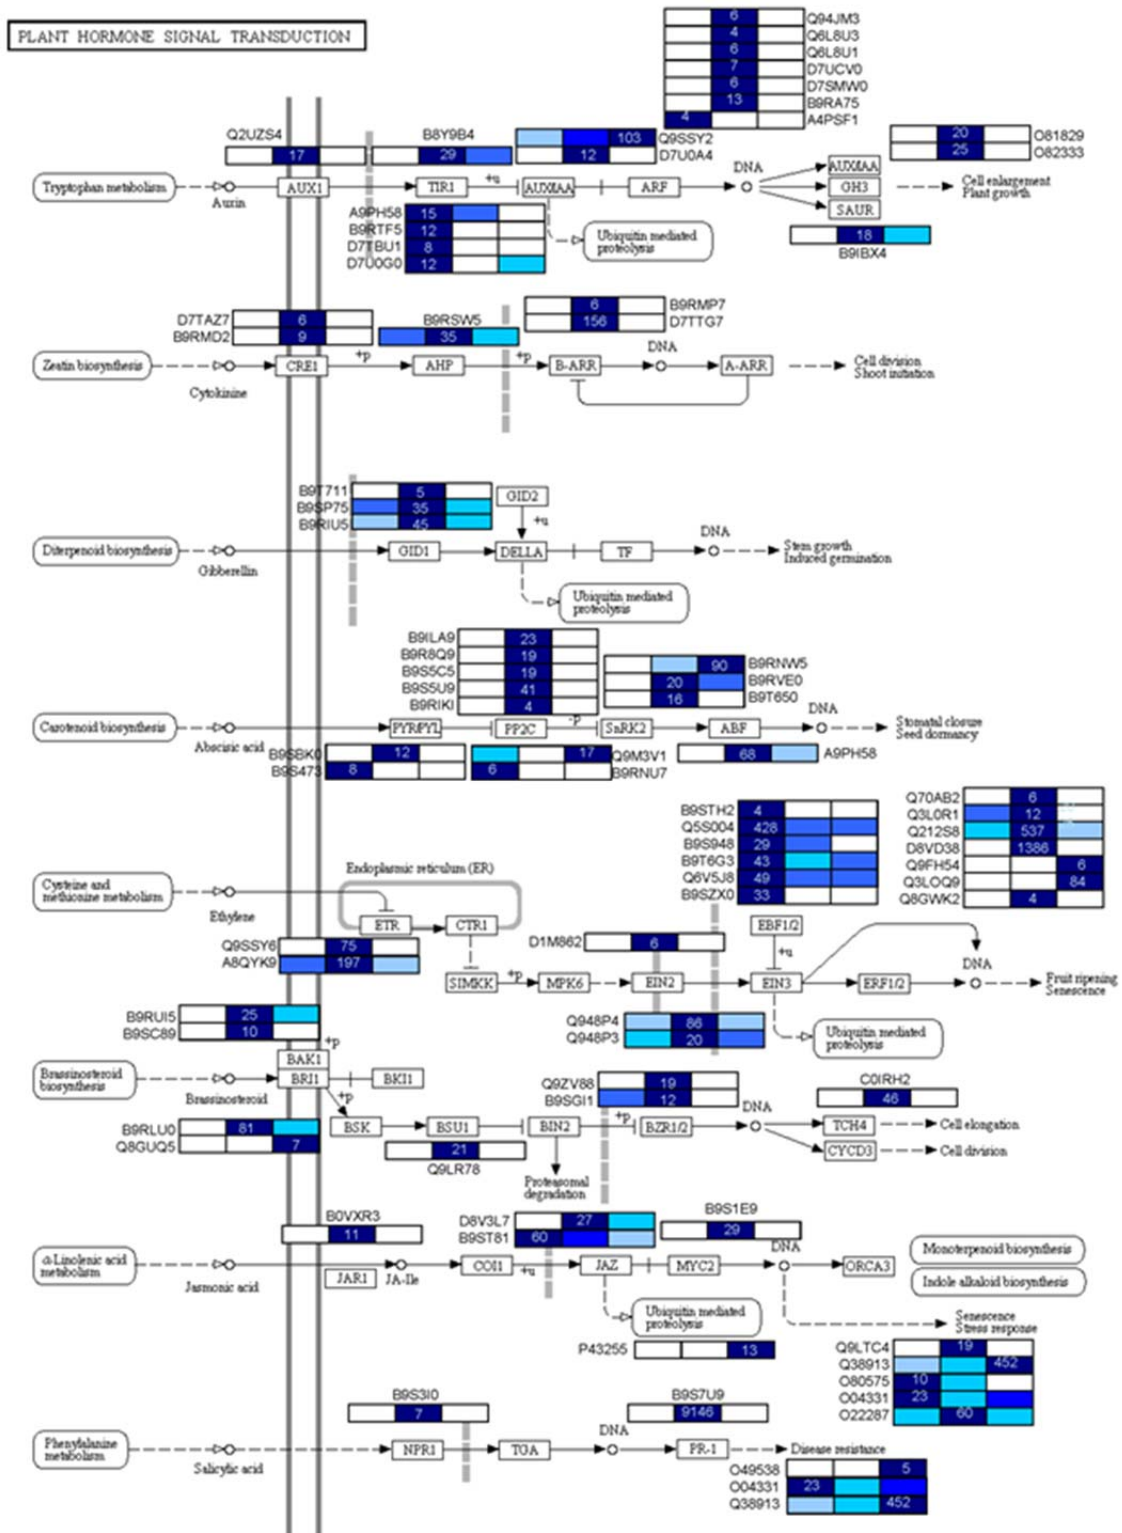 PLANT HORMONE SIGNAL TRANSDUCTION
6 Q94JM3
4 Q6L8U3
6 Q6L8U1
7 D7UCV0
6 D7SMW0
13 B9RA75
4 A4PSF1
Q2UZS4
17
B8Y9B4
29
103 Q9SSY2
12 D7U0A4
20 O81829
25 O82333
Tryptophan metabolism
Auxin
AUX1
TIR1
+u
AUX/IAA
ARF
DNA
AUX/IAA
GH3
SAUR
Cell enlargement
Plant growth
A9PH58 15
B9RTF5 12
D7TBU1 8
D7U0G0 12
Ubiquitin mediated
proteolysis
18
B9IBX4
D7TAZ7 6
B9RMD2 9
B9RSW5
35
6 B9RMP7
156 D7TTG7
Zeatin biosynthesis
Cytokinine
CRE1
+p
AHP
+p
B-ARR
DNA
A-ARR
Cell division
Shoot initiation
B9T711 5
B9SP75 35
B9RIU5 45
GID2
+u
Diterpenoid biosynthesis
Gibberellin
GID1
DELLA
TF
DNA
Stem growth
Induced germination
Ubiquitin mediated
proteolysis
B9ILA9 23
B9R8Q9 19
B9S5C5 19
B9S5U9 41
B9RIKI 4
90 B9RNW5
20 B9RVE0
16 B9T650
Carotenoid biosynthesis
Abscisic acid
PYR/PYL
PP2C
-p
SnRK2
ABF
DNA
Stomatal closure
Seed dormancy
B9SBK0 12
B9S473 8
17 Q9M3V1
6 B9RNU7
68 A9PH58
B9STH2 4
Q5S004 428
B9S948 29
B9T6G3 43
Q6V5J8 49
B9SZX0 33
Q70AB2 6
Q3L0R1 12
Q212S8 537
D8VD38 1386
Q9FH54 6
Q3LOQ9 84
Q8GWK2 4
Cysteine and
methionine metabolism
Ethylene
Endoplasmic reticulum (ER)
ETR
CTR1
Q9SSY6 75
A8QYK9 197
D1M862 6
EBF1/2
+u
SIMKK
+p
MPK6
EIN2
EIN3
ERF1/2
DNA
Fruit ripening
Senescence
Q948P4 86
Q948P3 20
Ubiquitin mediated
proteolysis
B9RUI5 25
B9SC89 10
+p
BAK1
Brassinosteroid
biosynthesis
Brassinosteroid
BRI1
BKI1
+p
Q9ZV88 19
B9SGI1 12
C0IRH2
46
B9RLU0 81
Q8GUQ5 7
BSK
BSU1
BIN2
+p
BZR1/2
DNA
TCH4
Cell elongation
CYCD3
Cell division
21
Q9LR78
Proteasomal
degradation
B0VXR3
11
D8V3L7 27
B9ST81 60
B9S1E9
29
α-Linolenic acid
metabolism
Jasmonic acid
JAR1
JA-Ile
COI1
+u
JAZ
MYC2
DNA
ORCA3
Monoterpenoid biosynthesis
Indole alkaloid biosynthesis
Ubiquitin mediated
proteolysis
Senescence
Stress response
P43255 13
Q9LTC4 19
Q38913 452
O80575 10
O04331 23
O22287 60
B9S3I0
7
B9S7U9
9146
Phenylalanine
metabolism
Salicylic acid
NPR1
TGA
DNA
PR-1
Disease resistance
O49538 5
O04331 23
Q38913 452